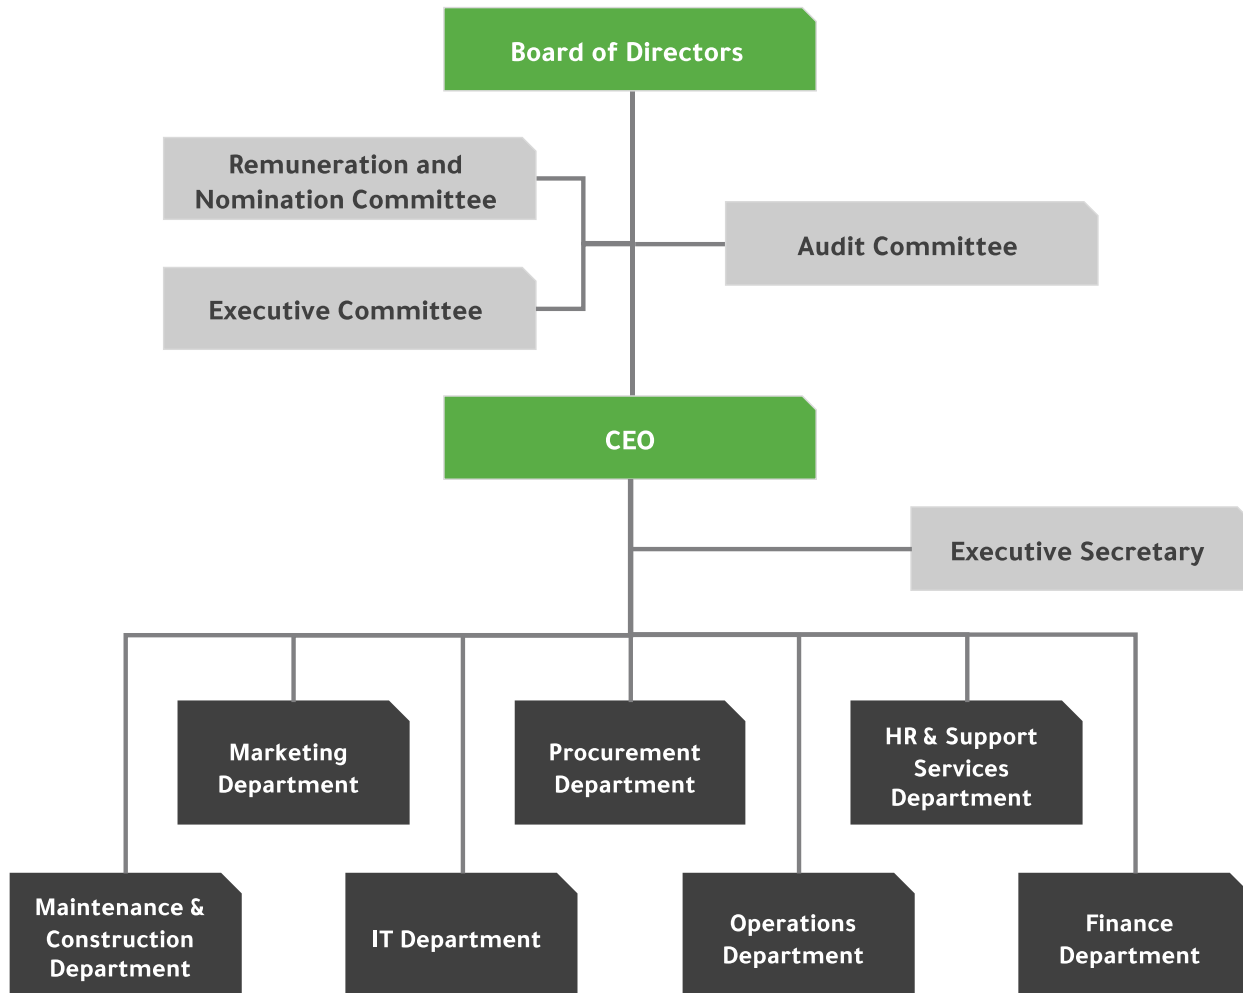 Board of Directors
Remuneration and
Nomination Committee
Audit Committee
Executive Committee
CEO
Executive Secretary
Marketing
Department
Procurement
Department
HR & Support
Services
Department
Maintenance &
Construction
Department
IT Department
Operations
Department
Finance
Department